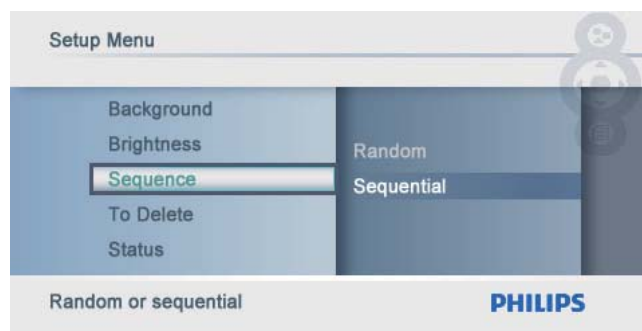 Setup Menu
Background
Brightness
Sequence
To Delete
Status
Random
Sequential
Random or sequential
PHILIPS